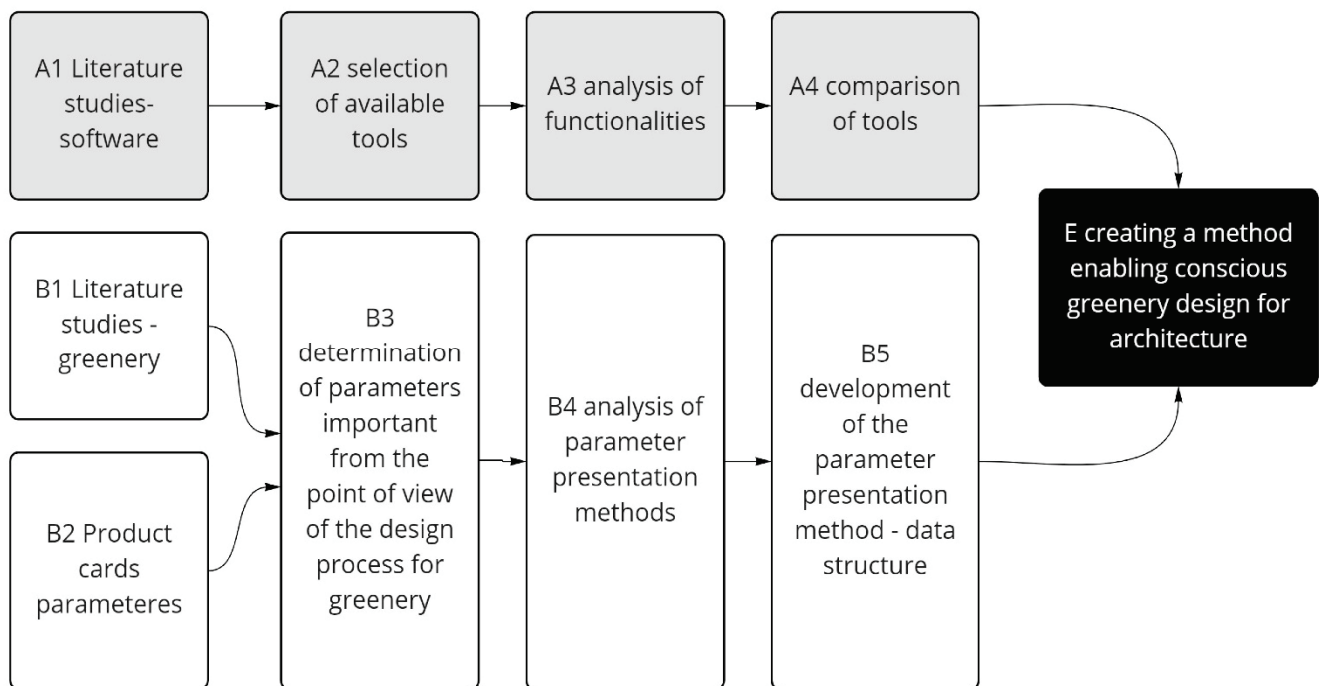 A1 Literature
studies-
software
A2 selection
of available
tools
A3 analysis of
functionalities
A4 comparison
of tools
E creating a method
enabling conscious
greenery design for
architecture
B1 Literature
studies -
greenery
B2 Product
cards
parameteres
B3
determination
of parameters
important
from the
point of view
of the design
process for
greenery
B4 analysis of
parameter
presentation
methods
B5
development
of the
parameter
presentation
method - data
structure